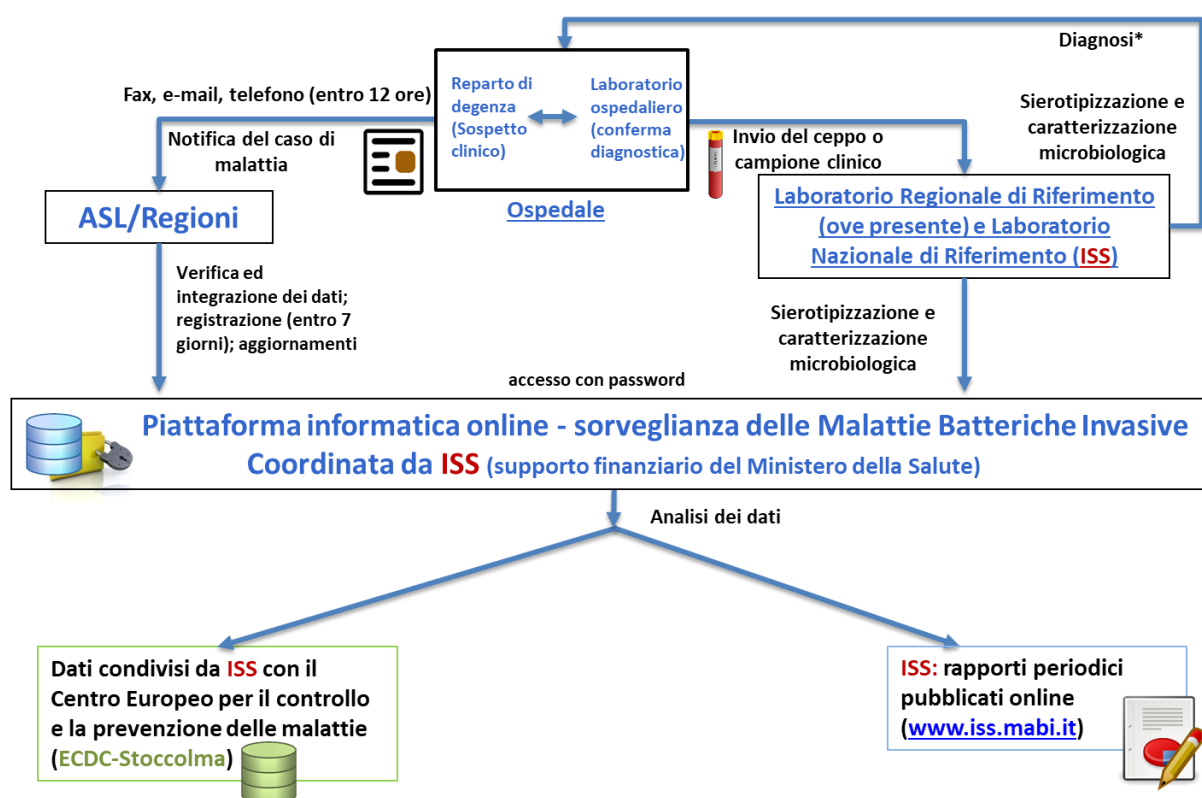 Diagnosi*
Fax, e-mail, telefono (entro 12 ore)
Reparto di
degenza
(Sospetto
clinico)
Laboratorio
ospedaliero
(conferma
diagnostica)
Sierotipizzazione e
caratterizzazione
microbiologica
Notifica del caso di
malattia
Invio del ceppo o
campione clinico
Ospedale
ASL/Regioni
Laboratorio Regionale di Riferimento
(ove presente) e Laboratorio
Nazionale di Riferimento (ISS)
Verifica ed
integrazione dei dati;
registrazione (entro 7
giorni); aggiornamenti
Sierotipizzazione e
caratterizzazione
microbiologica
accesso con password
Piattaforma informatica online - sorveglianza delle Malattie Batteriche Invasive
Coordinata da ISS (supporto finanziario del Ministero della Salute)
Analisi dei dati
Dati condivisi da ISS con il
Centro Europeo per il controllo
e la prevenzione delle malattie
(ECDC-Stoccolma)
ISS: rapporti periodici
pubblicati online
(www.iss.mabi.it)